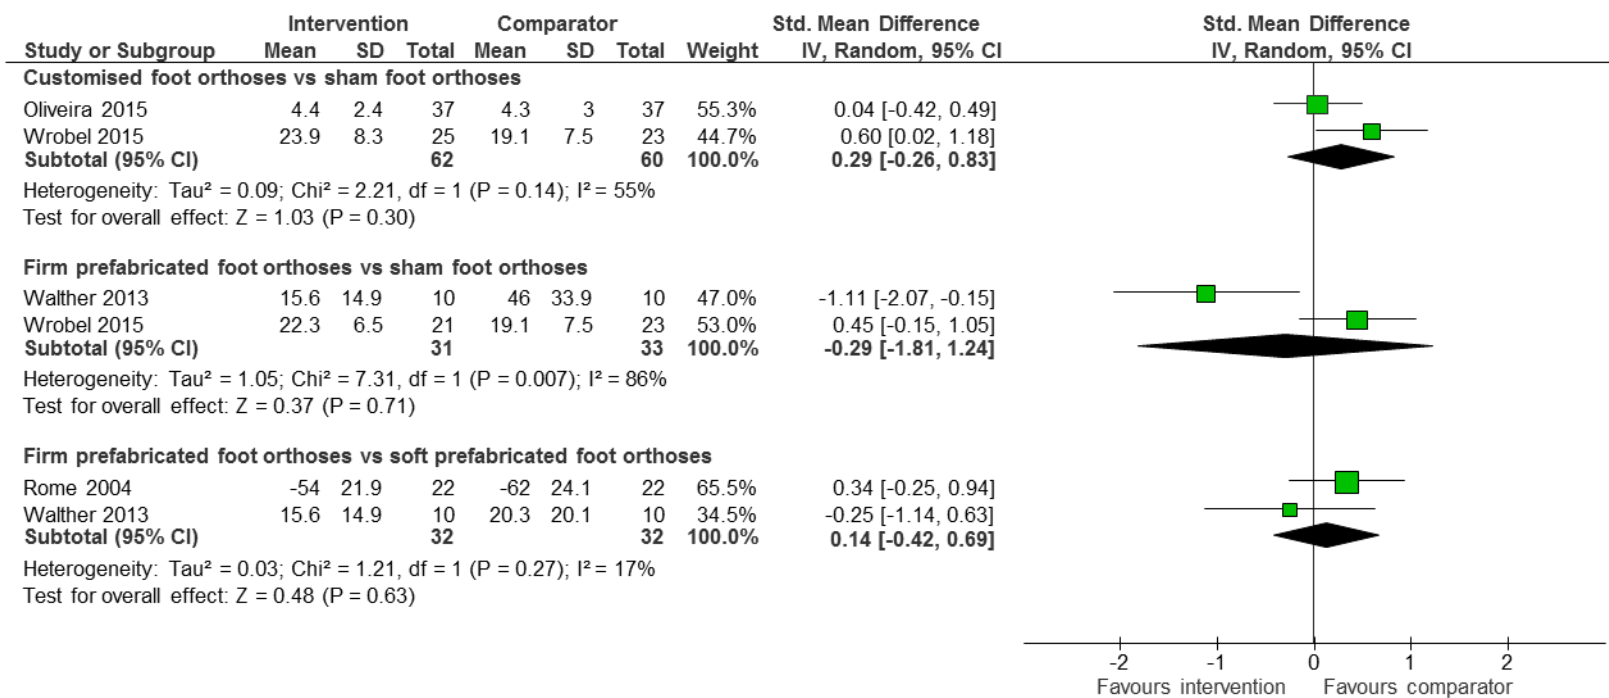 Intervention Comparator Std. Mean Difference Std. Mean Difference
Study or Subgroup Mean SD Total Mean SD Total Weight IV, Random, 95% CI IV, Random, 95% CI
Customised foot orthoses vs sham foot orthoses
Oliveira 2015 4.4 2.4 37 4.3 3 37 55.3% 0.04 [-0.42, 0.49]
Wrobel 2015 23.9 8.3 25 19.1 7.5 23 44.7% 0.60 [0.02, 1.18]
Subtotal (95% CI) 62 60 100.0% 0.29 [-0.26, 0.83]
Heterogeneity: Tau² = 0.09; Chi² = 2.21, df = 1 (P = 0.14); I² = 55%
Test for overall effect: Z = 1.03 (P = 0.30)
Firm prefabricated foot orthoses vs sham foot orthoses
Walther 2013 15.6 14.9 10 46 33.9 10 47.0% -1.11 [-2.07, -0.15]
Wrobel 2015 22.3 6.5 21 19.1 7.5 23 53.0% 0.45 [-0.15, 1.05]
Subtotal (95% CI) 31 33 100.0% -0.29 [-1.81, 1.24]
Heterogeneity: Tau² = 1.05; Chi² = 7.31, df = 1 (P = 0.007); I² = 86%
Test for overall effect: Z = 0.37 (P = 0.71)
Firm prefabricated foot orthoses vs soft prefabricated foot orthoses
Rome 2004 -54 21.9 22 -62 24.1 22 65.5% 0.34 [-0.25, 0.94]
Walther 2013 15.6 14.9 10 20.3 20.1 10 34.5% -0.25 [-1.14, 0.63]
Subtotal (95% CI) 32 32 100.0% 0.14 [-0.42, 0.69]
Heterogeneity: Tau² = 0.03; Chi² = 1.21, df = 1 (P = 0.27); I² = 17%
Test for overall effect: Z = 0.48 (P = 0.63)
-2 -1 0 1 2
Favours intervention Favours comparator